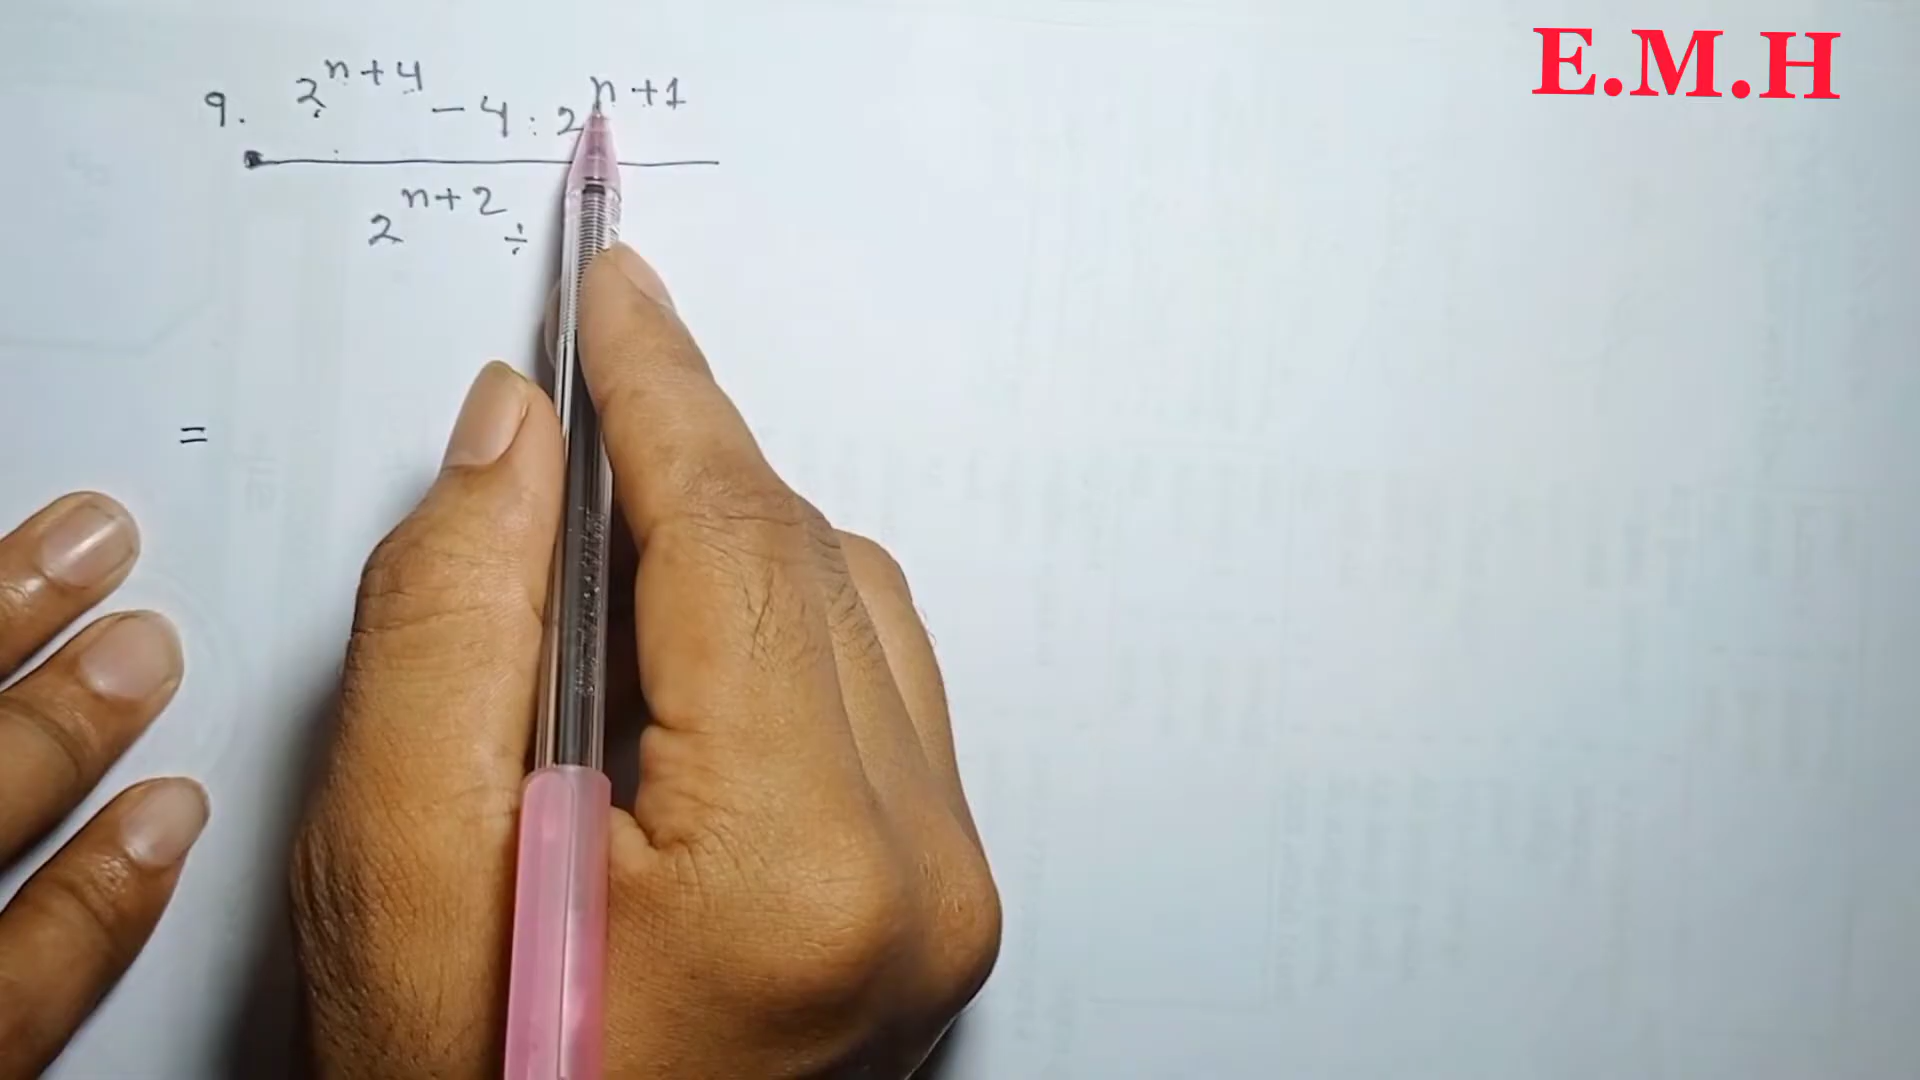 E.M.H
9. 2^{n+4} - 4 . 2^{n+1}
2^{n+2} ÷
=